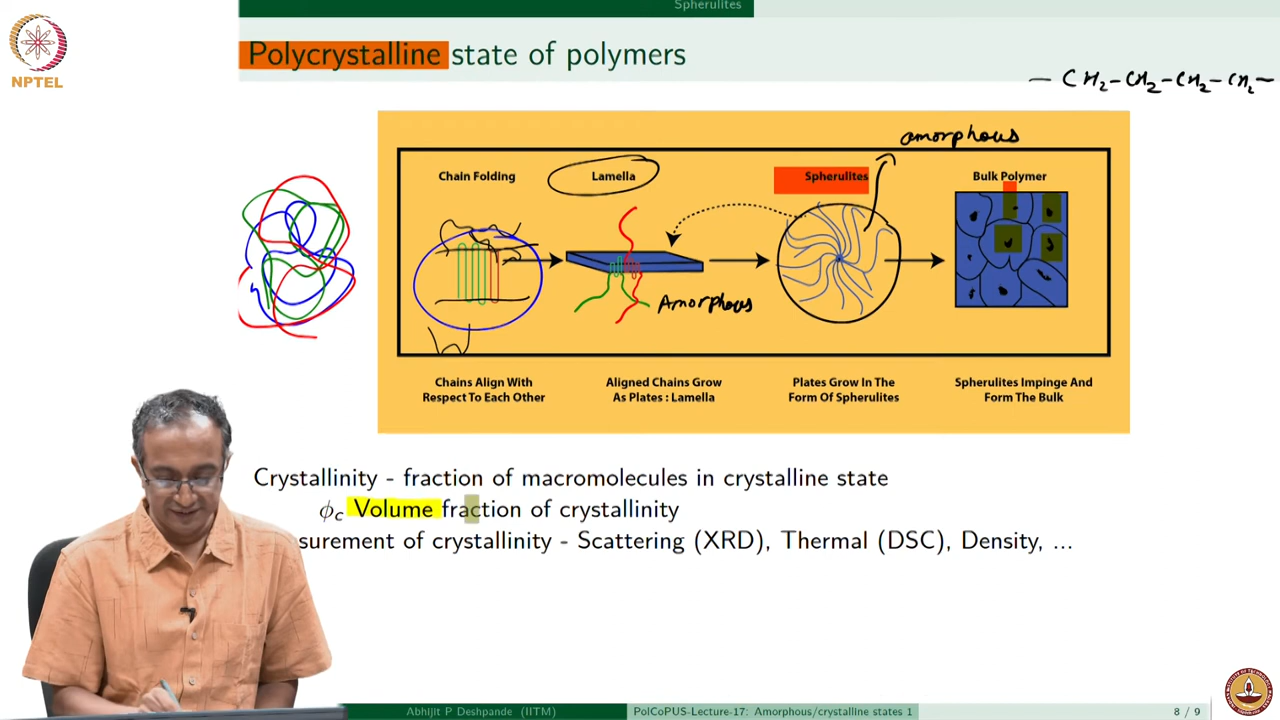 Spherulites
NPTEL
Polycrystalline state of polymers
— CH2-CH2-CH2-CH2-
amorphous
Chain Folding
Lamella
Spherulites
Bulk Polymer
Amorphous
Chains Align With
Respect To Each Other
Aligned Chains Grow
As Plates : Lamella
Plates Grow In The
Form Of Spherulites
Spherulites Impinge And
Form The Bulk
Crystallinity - fraction of macromolecules in crystalline state
ϕc Volume fraction of crystallinity
surement of crystallinity - Scattering (XRD), Thermal (DSC), Density, ...
Abhijit P Deshpande (IITM)
PolCoPUS-Lecture-17: Amorphous/crystalline states 1
8 / 9